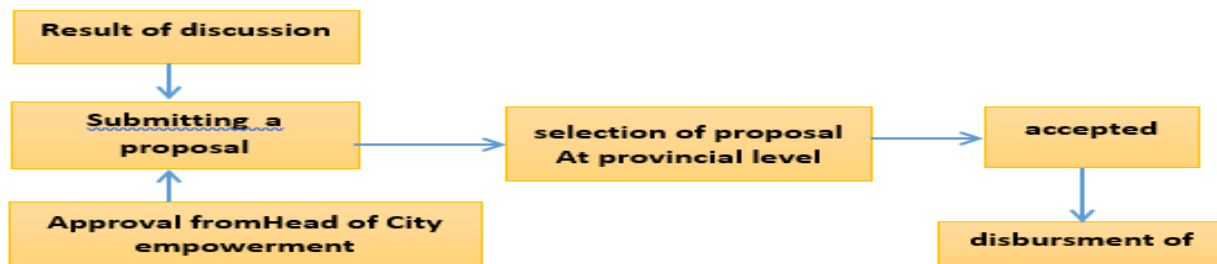 Result of discussion
Submitting a
proposal
selection of proposal
At provincial level
accepted
Approval fromHead of City
empowerment
disbursment of